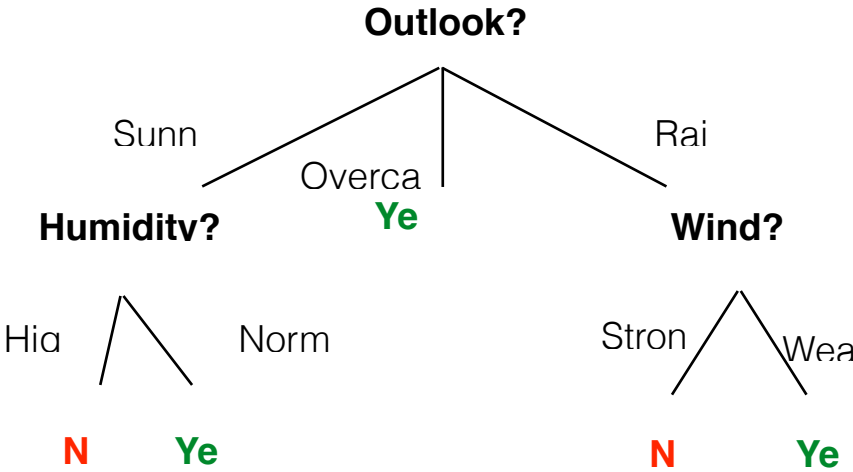 Outlook?
Sunn
Rai
Overca
Ye
Humidity?
Wind?
Hig
Norm
Stron
Wea
N
Ye
N
Ye